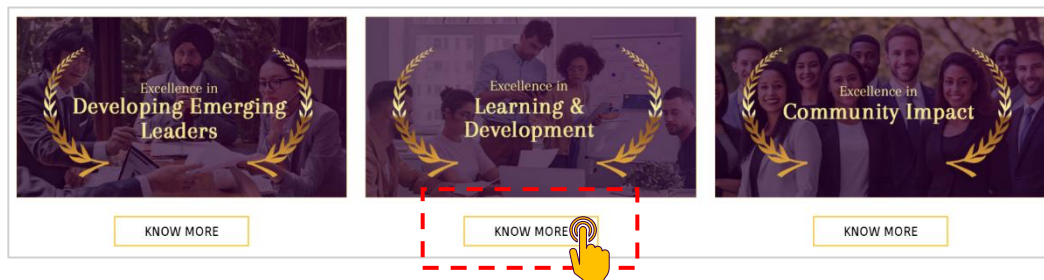 Excellence in
Developing Emerging
Leaders
KNOW MORE
Excellence in
Learning &
Development
KNOW MORE
Excellence in
Community Impact
KNOW MORE